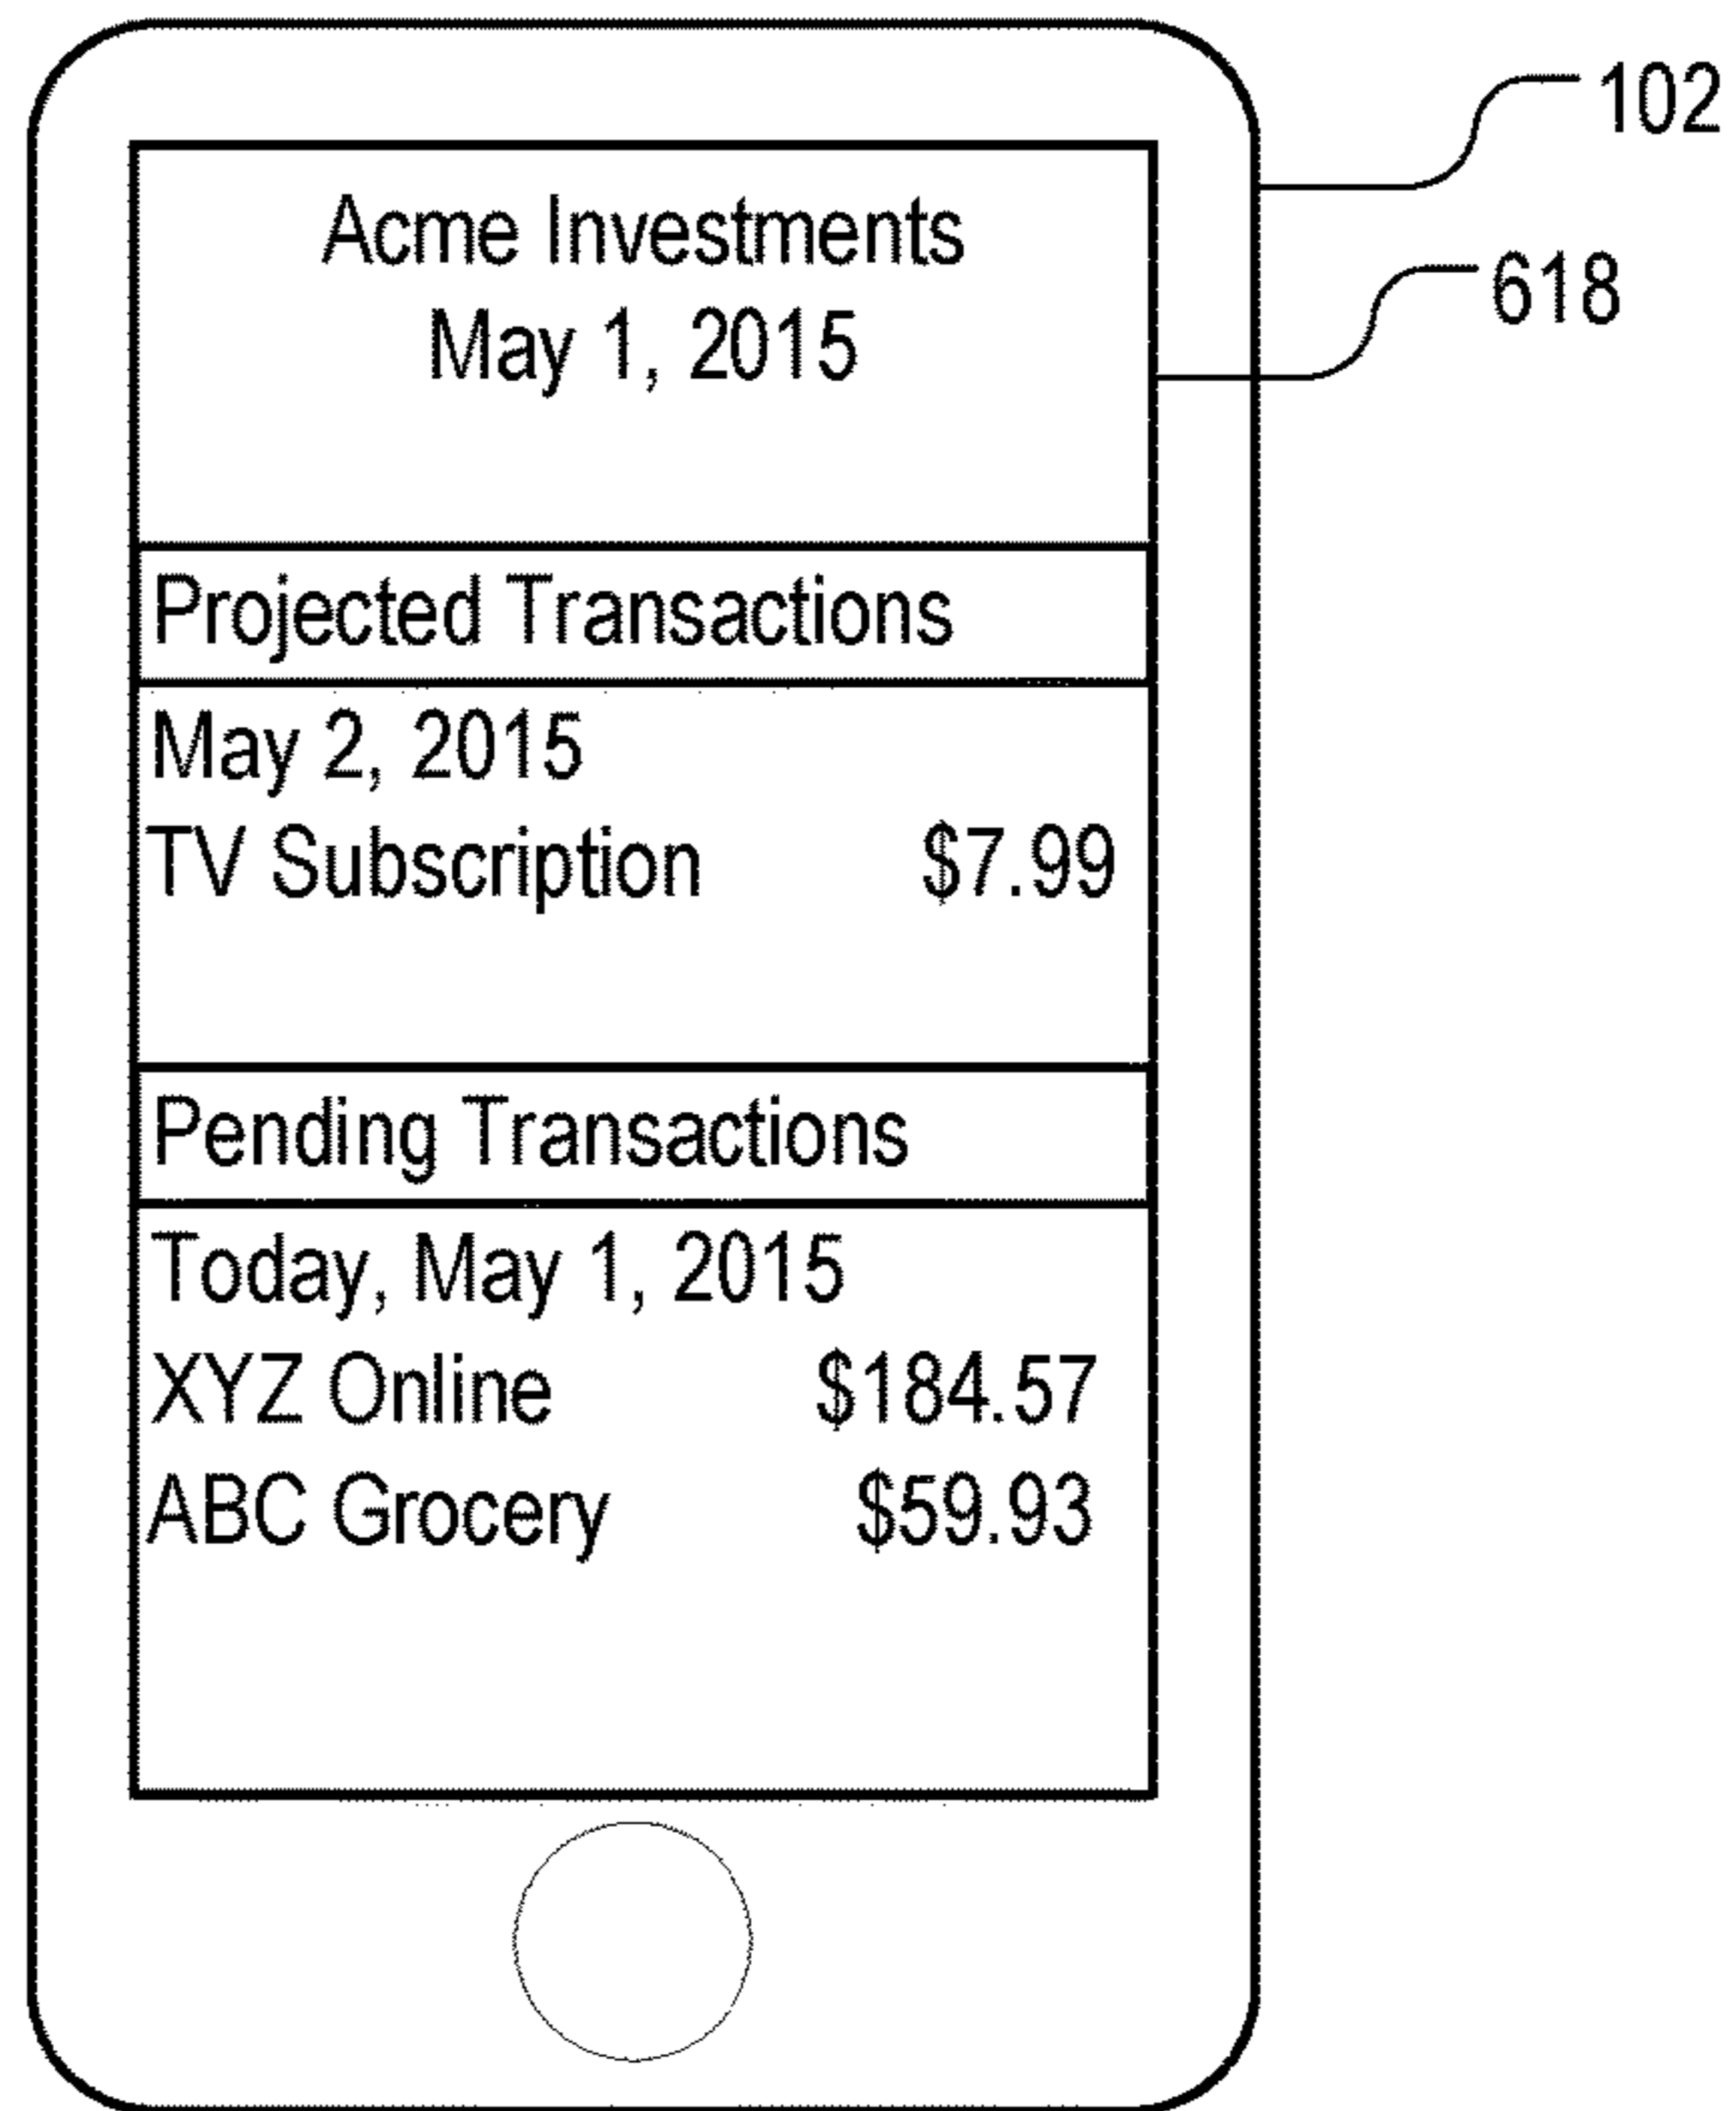 102
Acme Investments
618
May 1, 2015
Projected Transactions
May 2, 2015
TV Subscription $7.99
Pending Transactions
Today, May 1, 2015
XYZ Online $184.57
ABC Grocery $59.93